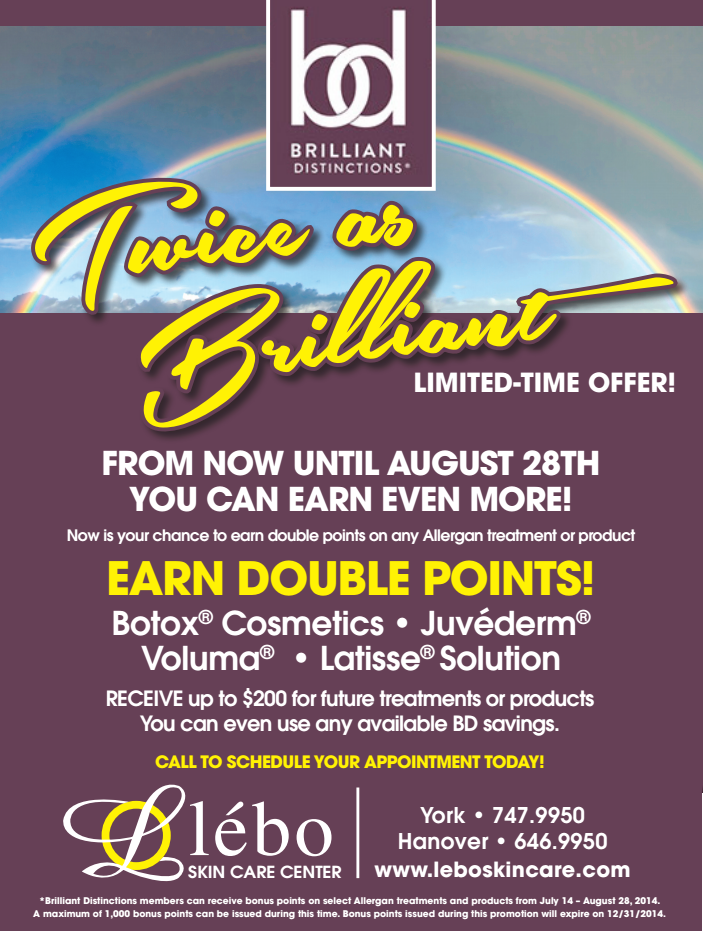 bd
BRILLIANT
DISTINCTIONS®
Twice as
Brilliant
LIMITED-TIME OFFER!
FROM NOW UNTIL AUGUST 28TH
YOU CAN EARN EVEN MORE!
Now is your chance to earn double points on any Allergan treatment or product
EARN DOUBLE POINTS!
Botox® Cosmetics • Juvéderm®
Voluma® • Latisse® Solution
RECEIVE up to $200 for future treatments or products
You can even use any available BD savings.
CALL TO SCHEDULE YOUR APPOINTMENT TODAY!
L lébo
SKIN CARE CENTER
York • 747.9950
Hanover • 646.9950
www.leboskincare.com
*Brilliant Distinctions members can receive bonus points on select Allergan treatments and products from July 14 – August 28, 2014.
A maximum of 1,000 bonus points can be issued during this time. Bonus points issued during this promotion will expire on 12/31/2014.